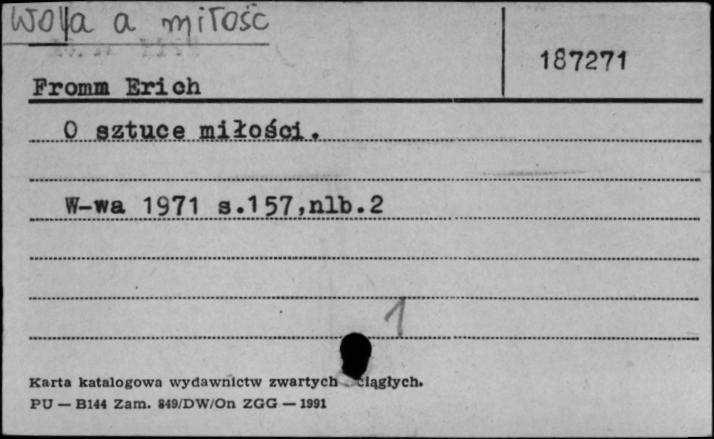 Wola a miłość
187271
Fromm Erich
O sztuce miłości.
W-wa 1971 s.157,nlb.2
1
Karta katalogowa wydawnictw zwartych ciągłych.
PU — B144 Zam. 849/DW/On ZGG — 1991